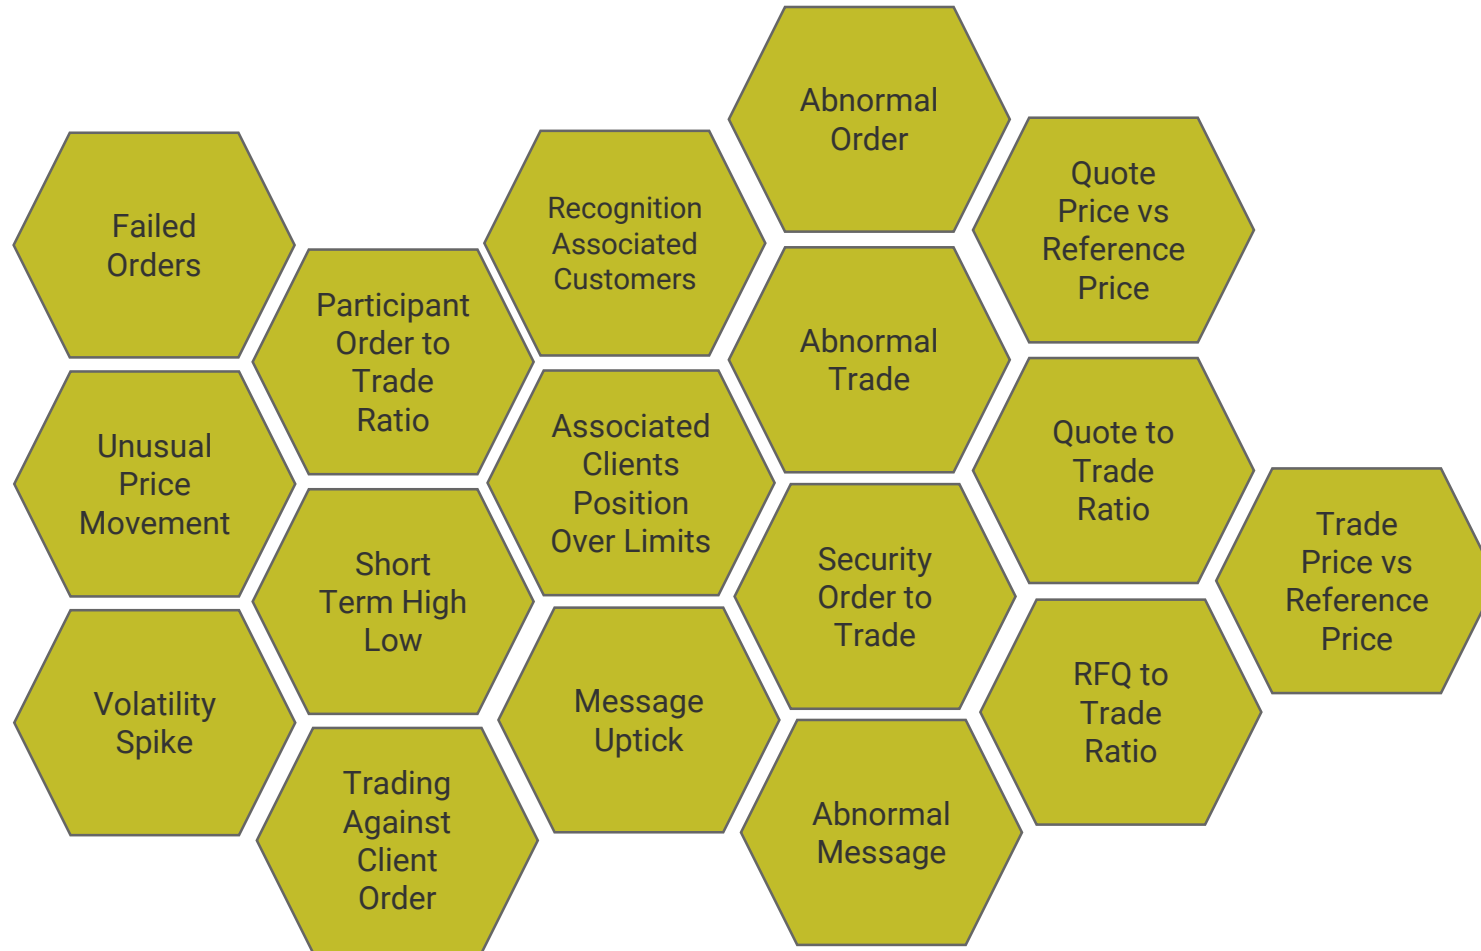 Failed
Orders
Unusual
Price
Movement
Volatility
Spike
Participant
Order to
Trade
Ratio
Short
Term High
Low
Trading
Against
Client
Order
Recognition
Associated
Customers
Associated
Clients
Position
Over Limits
Message
Uptick
Abnormal
Order
Abnormal
Trade
Security
Order to
Trade
Abnormal
Message
Quote
Price vs
Reference
Price
Quote to
Trade
Ratio
RFQ to
Trade
Ratio
Trade
Price vs
Reference
Price